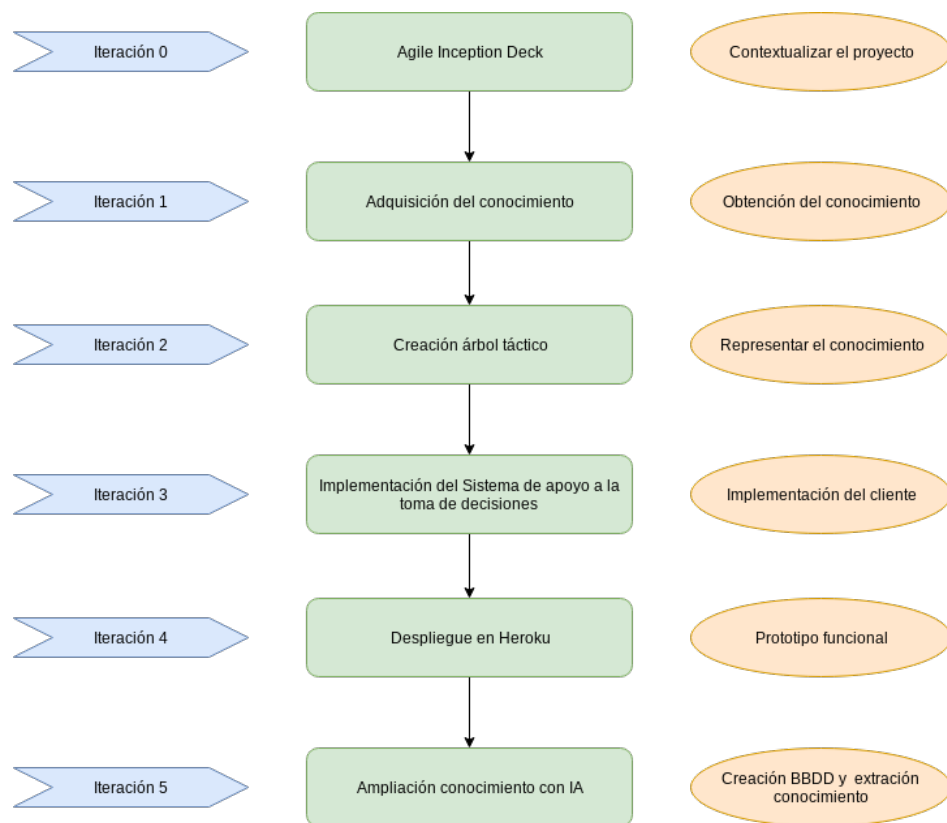 Iteración 0
Agile Inception Deck
Contextualizar el proyecto
Iteración 1
Adquisición del conocimiento
Obtención del conocimiento
Iteración 2
Creación árbol táctico
Representar el conocimiento
Iteración 3
Implementación del Sistema de apoyo a la
toma de decisiones
Implementación del cliente
Iteración 4
Despliegue en Heroku
Prototipo funcional
Iteración 5
Ampliación conocimiento con IA
Creación BBDD y extracción
conocimiento